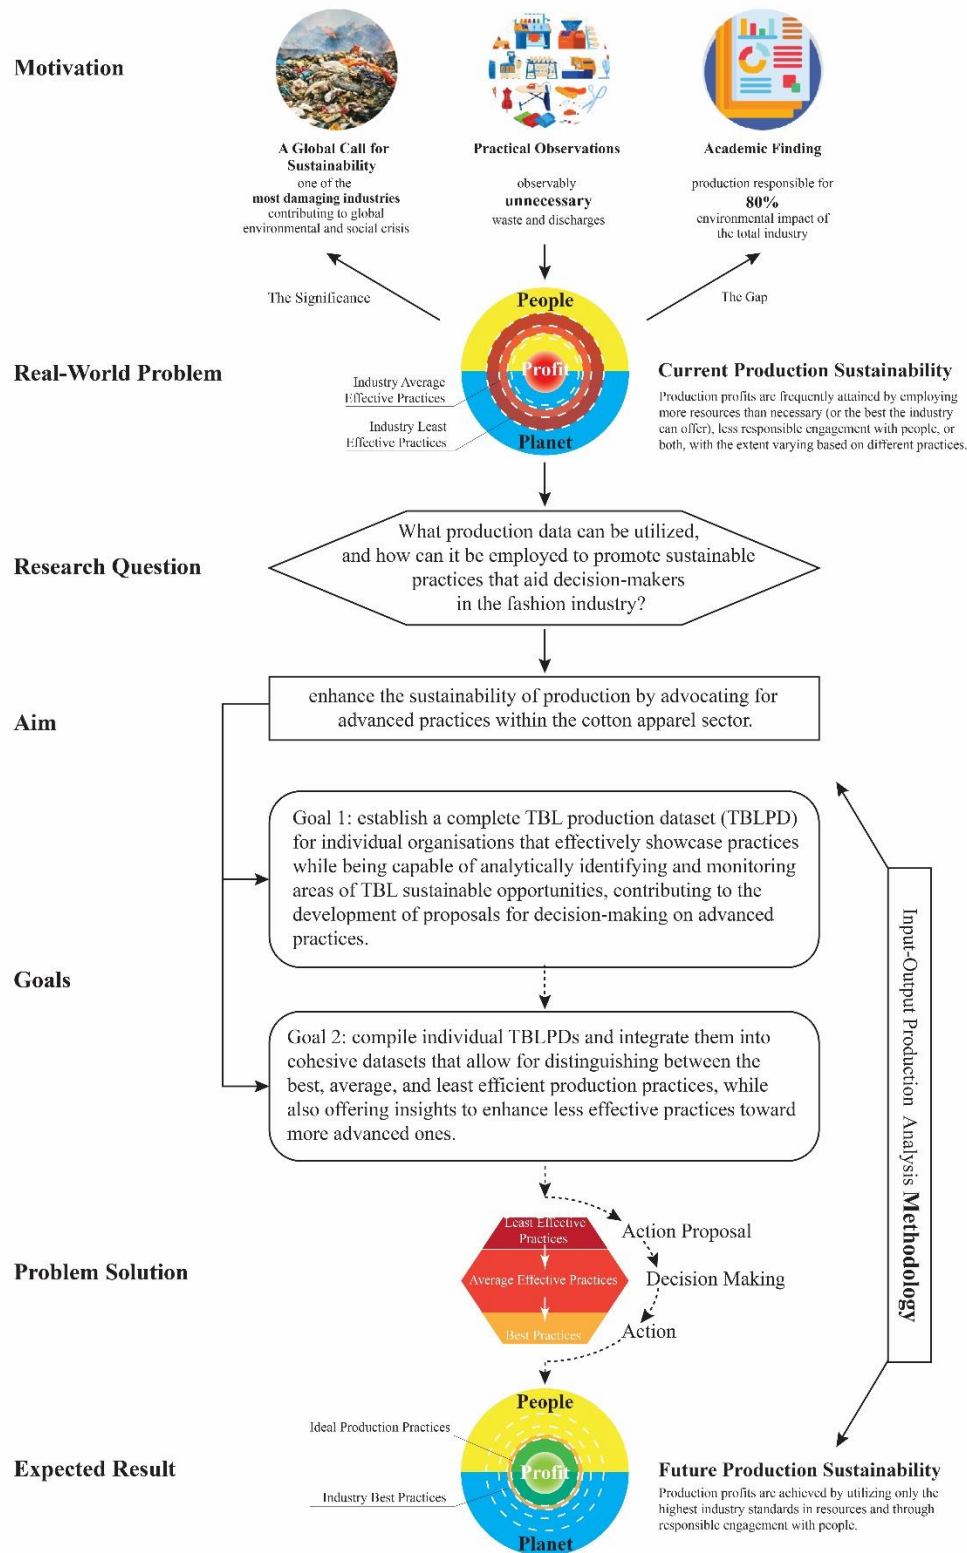 Motivation
A Global Call for
Sustainability
one of the
most damaging industries
contributing to global
environmental and social crisis
Practical Observations
observably
unnecessary
waste and discharges
Academic Finding
production responsible for
80%
environmental impact of
the total industry
The Significance
The Gap
Real-World Problem
People
Profit
Planet
Industry Average
Effective Practices
Industry Least
Effective Practices
Current Production Sustainability
Production profits are frequently attained by employing
more resources than necessary (or the best the industry
can offer), less responsible engagement with people, or
both, with the extent varying based on different practices.
Research Question
What production data can be utilized,
and how can it be employed to promote sustainable
practices that aid decision-makers
in the fashion industry?
Aim
enhance the sustainability of production by advocating for
advanced practices within the cotton apparel sector.
Goals
Goal 1: establish a complete TBL production dataset (TBLPD)
for individual organisations that effectively showcase practices
while being capable of analytically identifying and monitoring
areas of TBL sustainable opportunities, contributing to the
development of proposals for decision-making on advanced
practices.
Goal 2: compile individual TBLPDs and integrate them into
cohesive datasets that allow for distinguishing between the
best, average, and least efficient production practices, while
also offering insights to enhance less effective practices toward
more advanced ones.
Input-Output Production Analysis Methodology
Problem Solution
Least Effective
Practices
Average Effective Practices
Best Practices
Action Proposal
Decision Making
Action
Expected Result
People
Profit
Planet
Ideal Production Practices
Industry Best Practices
Future Production Sustainability
Production profits are achieved by utilizing only the
highest industry standards in resources and through
responsible engagement with people.